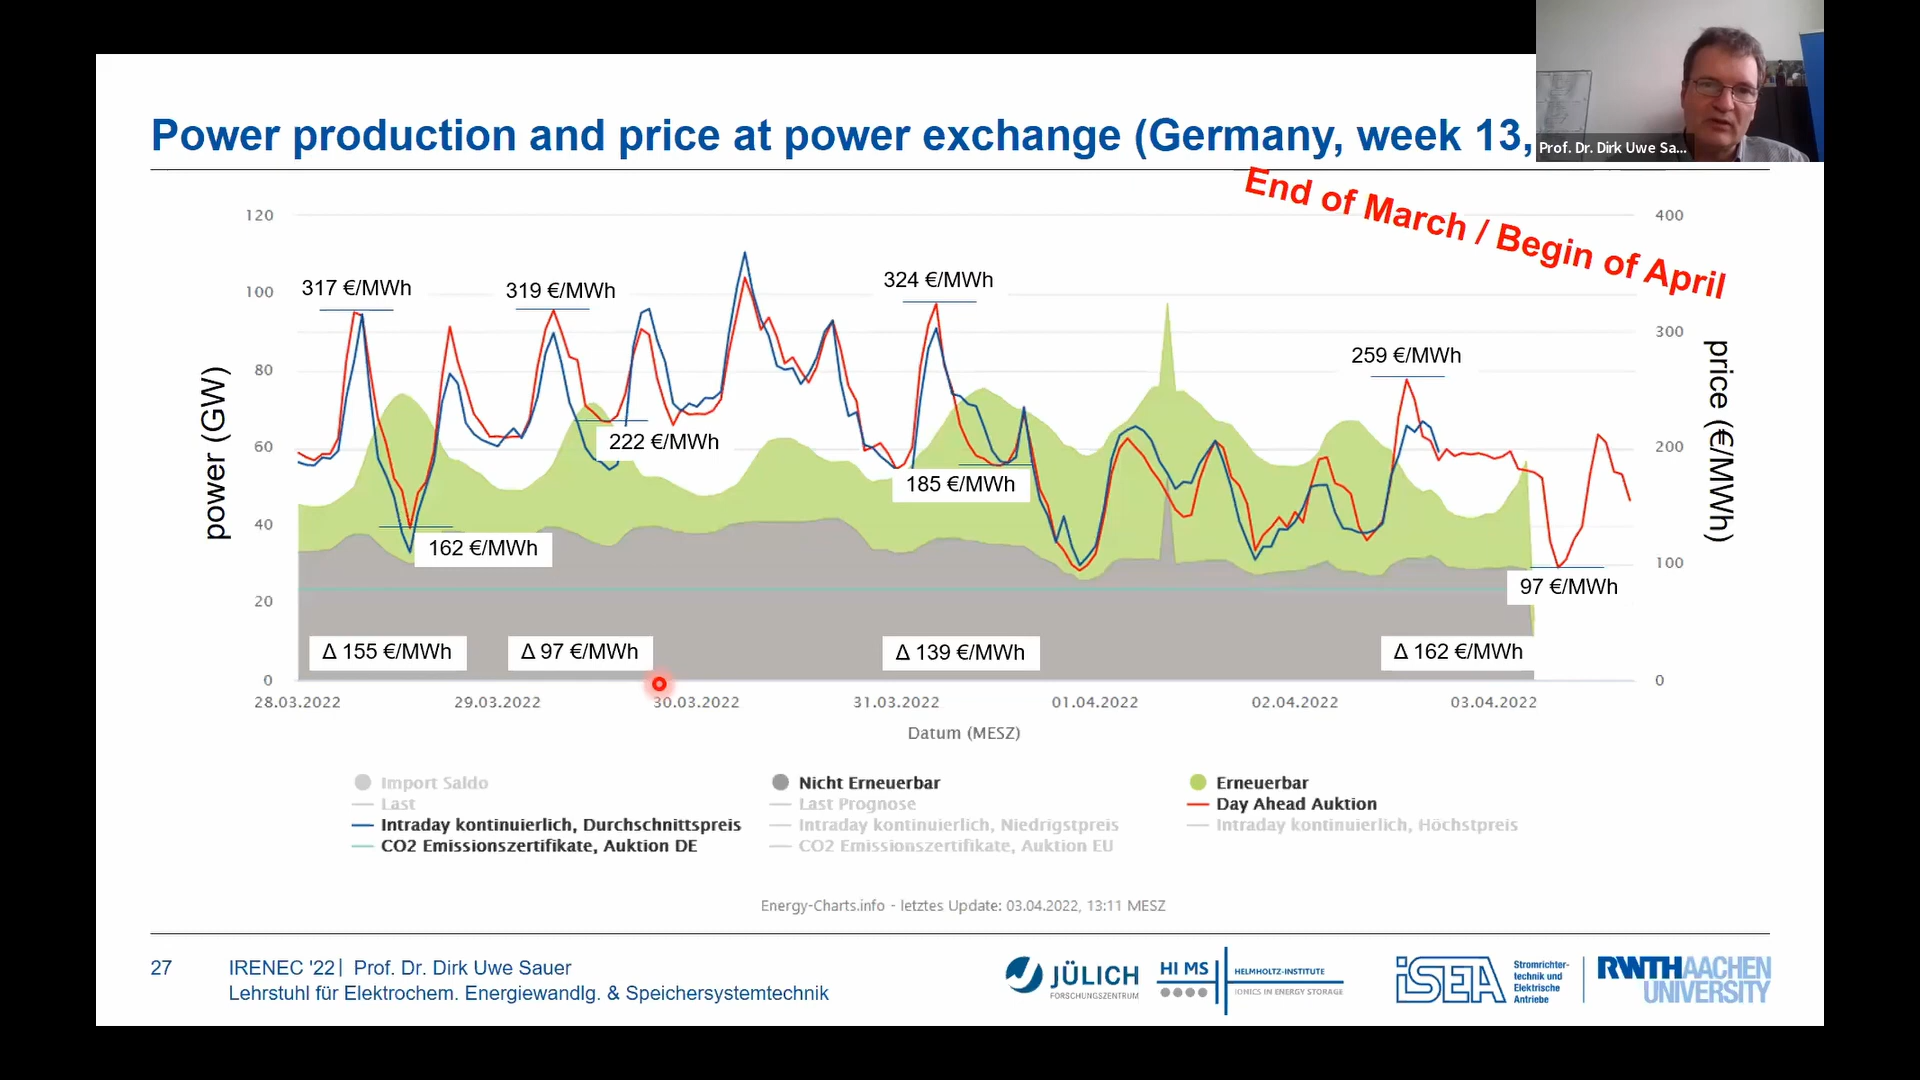 Power production and price at power exchange (Germany, week 13,
Prof. Dr. Dirk Uwe Sa...
End of March / Begin of April
120
400
317 €/MWh
319 €/MWh
324 €/MWh
100
300
259 €/MWh
80
power (GW)
price (€/MWh)
60
222 €/MWh
200
185 €/MWh
40
162 €/MWh
100
97 €/MWh
20
Δ 155 €/MWh
Δ 97 €/MWh
Δ 139 €/MWh
Δ 162 €/MWh
0
0
28.03.2022
29.03.2022
30.03.2022
31.03.2022
01.04.2022
02.04.2022
03.04.2022
Datum (MESZ)
Import Saldo
Nicht Erneuerbar
Erneuerbar
Last
Last Prognose
Day Ahead Auktion
Intraday kontinuierlich, Durchschnittspreis
Intraday kontinuierlich, Niedrigstpreis
Intraday kontinuierlich, Höchstpreis
CO2 Emissionszertifikate, Auktion DE
CO2 Emissionszertifikate, Auktion EU
Energy-Charts.info - letztes Update: 03.04.2022, 13:11 MESZ
27
IRENEC '22| Prof. Dr. Dirk Uwe Sauer
Lehrstuhl für Elektrochem. Energiewandlg. & Speichersystemtechnik
JÜLICH
FORSCHUNGSZENTRUM
HI MS
HELMHOLTZ-INSTITUTE
IONICS IN ENERGY STORAGE
iSEA
Stromrichter-
technik und
Elektrische
Antriebe
RWTH AACHEN
UNIVERSITY